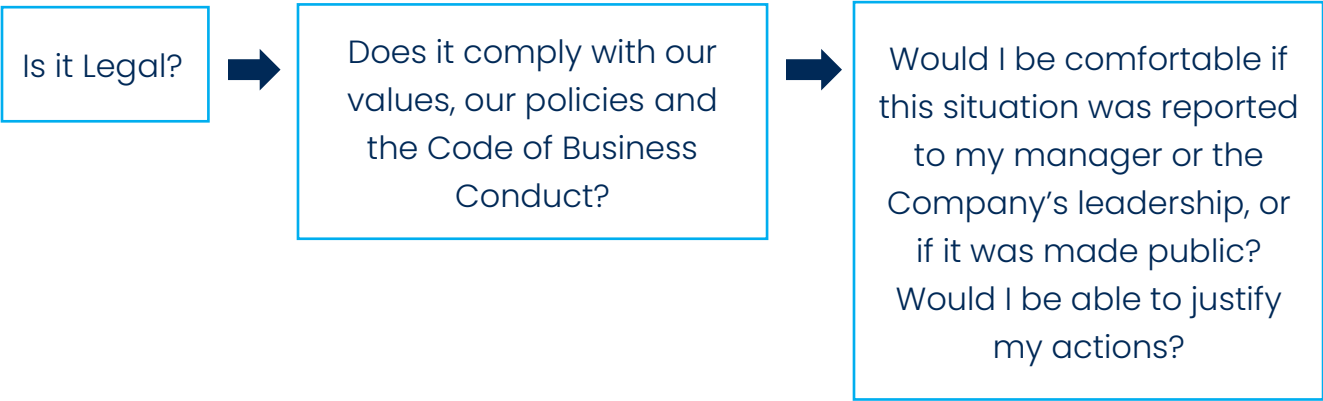 Is it Legal?
Does it comply with our
values, our policies and
the Code of Business
Conduct?
Would I be comfortable if
this situation was reported
to my manager or the
Company’s leadership, or
if it was made public?
Would I be able to justify
my actions?